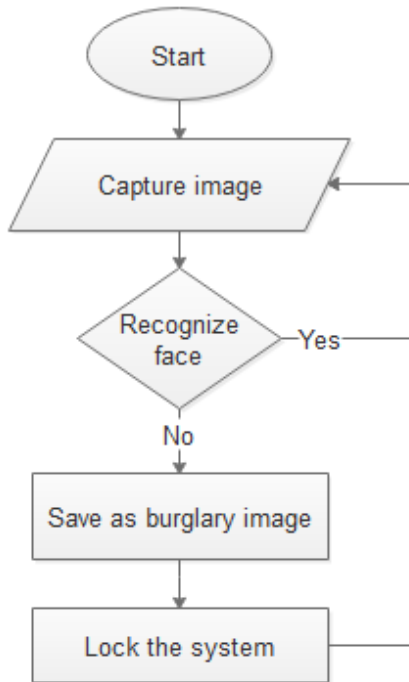 Start
Capture image
Recognize
face
Yes
No
Save as burglary image
Lock the system